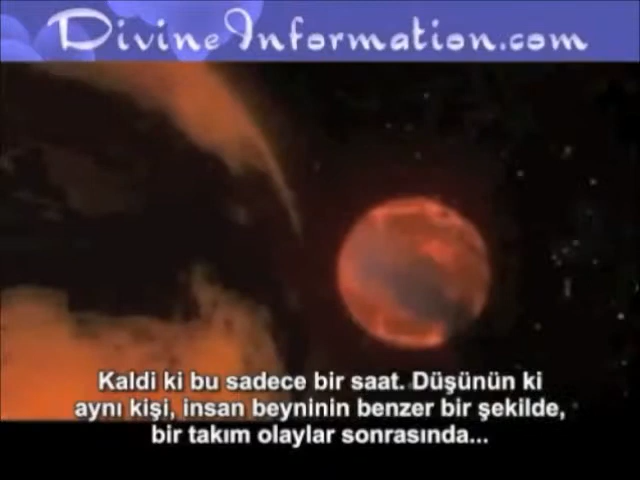 DivineInformation.com
Kaldi ki bu sadece bir saat. Düşünün ki
aynı kişi, insan beyninin benzer bir şekilde,
bir takım olaylar sonrasında...